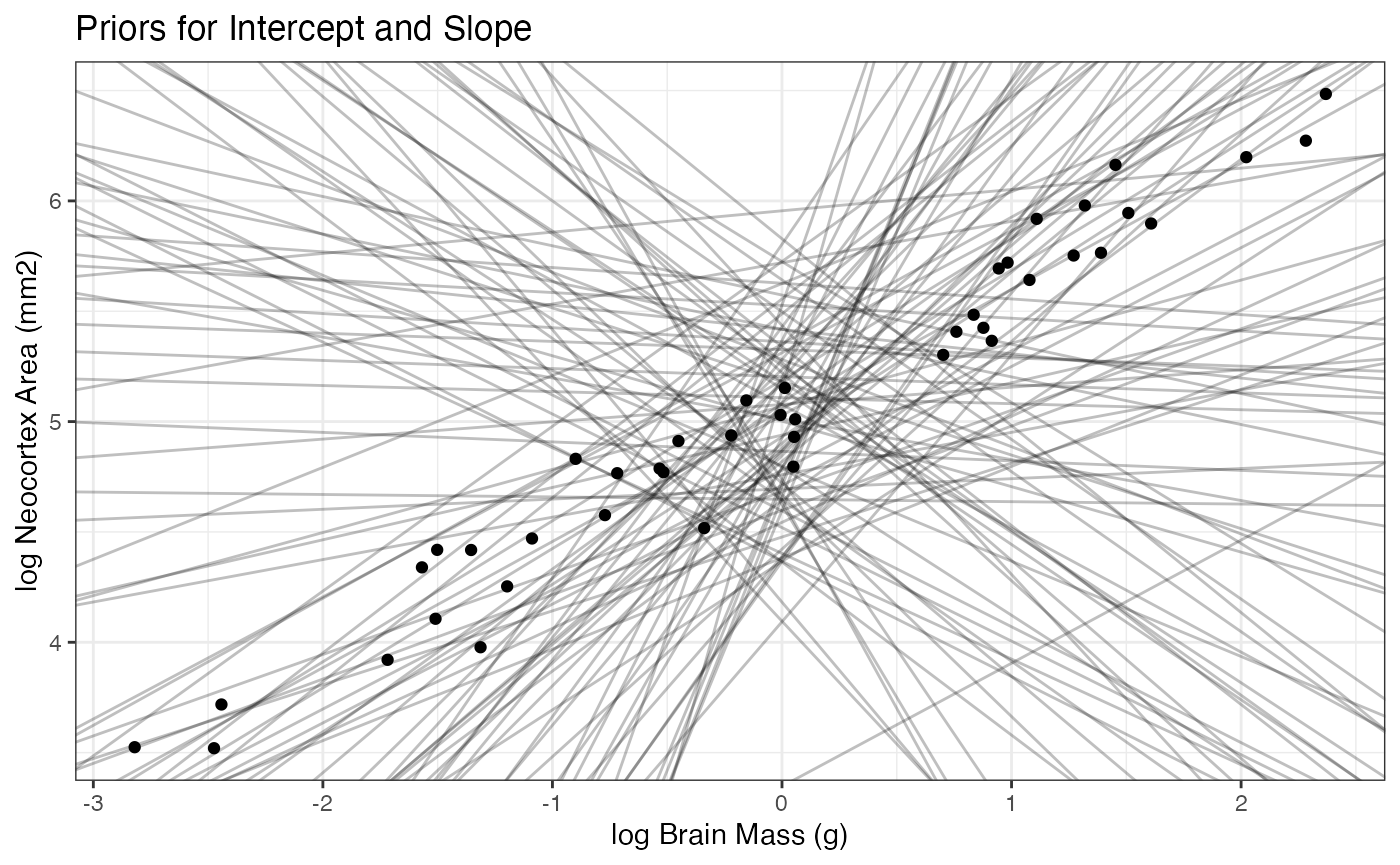 Priors for Intercept and Slope
log Neocortex Area (mm2)
6
5
4
-3 -2 -1 0 1 2
log Brain Mass (g)